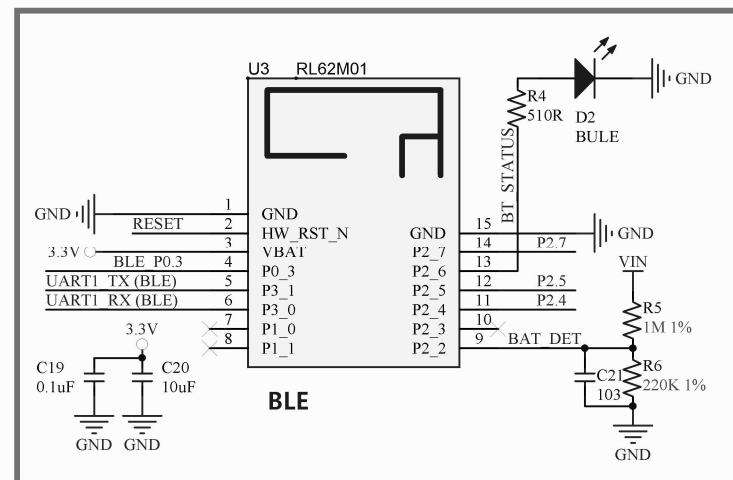 U3 RL62M01
R4
510R
GND
D2
BULE
BT_STATUS
GND
1
GND
RESET
2
HW_RST_N
3.3V
3
VBAT
BLE_P0.3
4
P0_3
UART1_TX (BLE)
5
P3_1
UART1_RX (BLE)
6
P3_0
7
P1_0
8
P1_1
GND
15
GND
P2_7
14
P2.7
P2_6
13
P2_5
12
P2.5
P2_4
11
P2.4
P2_3
10
P2_2
9
BAT_DET
VIN
R5
1M 1%
R6
220K 1%
C21
103
GND
3.3V
C19
0.1uF
C20
10uF
GND
GND
BLE